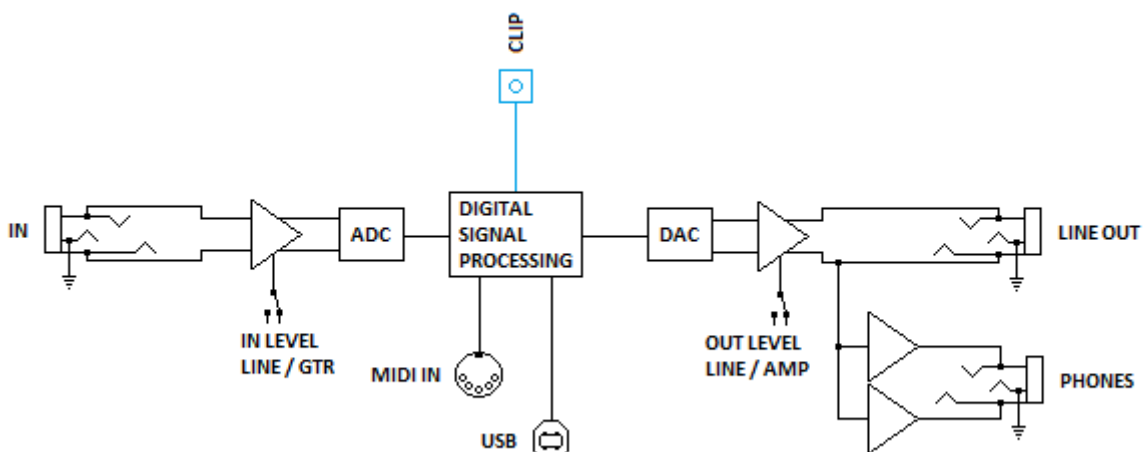 CLIP
IN
ADC
DIGITAL
SIGNAL
PROCESSING
DAC
LINE OUT
IN LEVEL
LINE / GTR
MIDI IN
USB
OUT LEVEL
LINE / AMP
PHONES